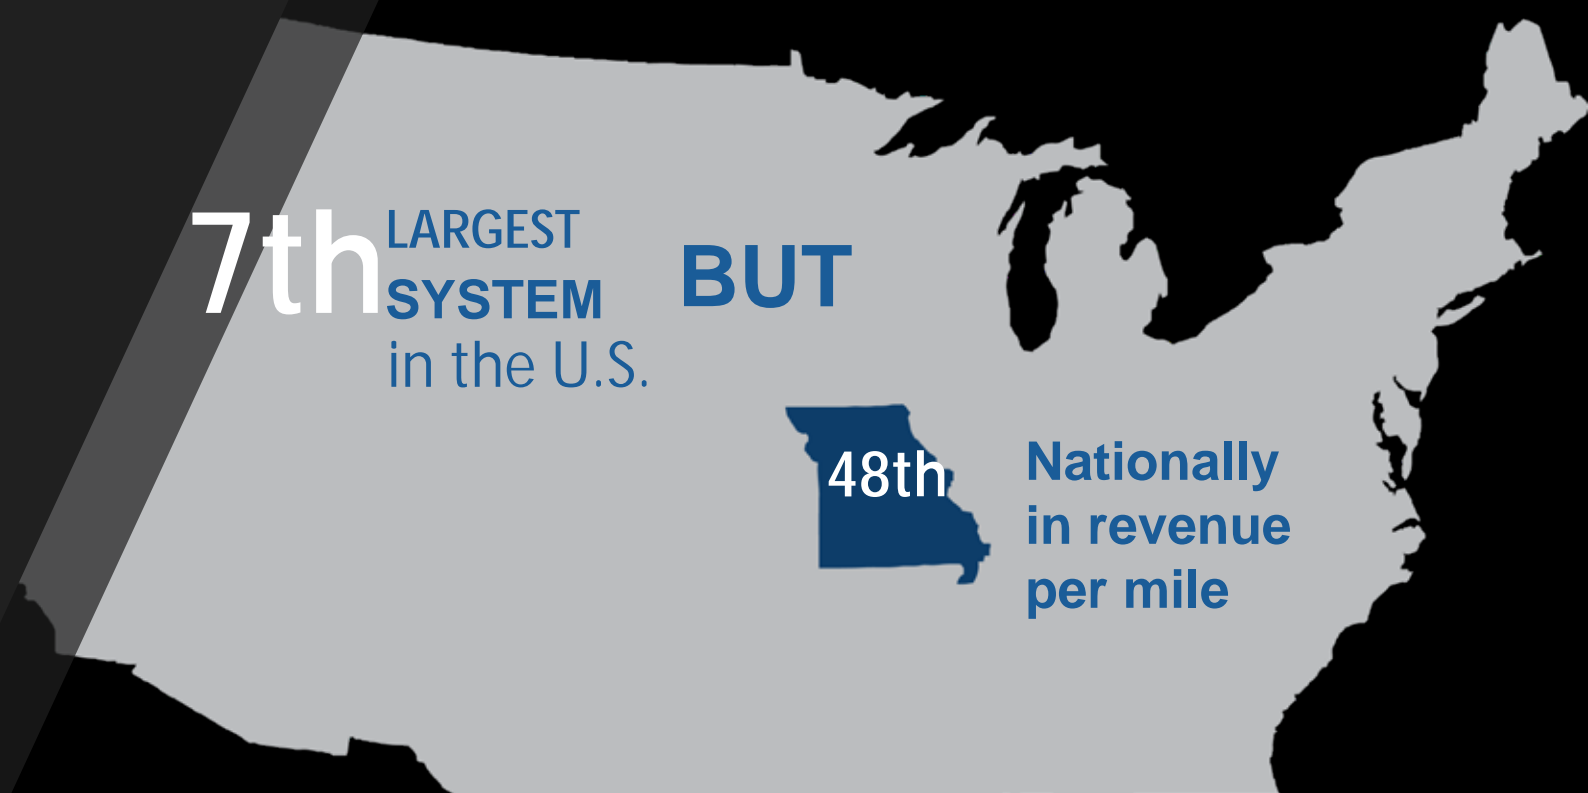 7th LARGEST
SYSTEM
in the U.S.
BUT
48th
Nationally
in revenue
per mile